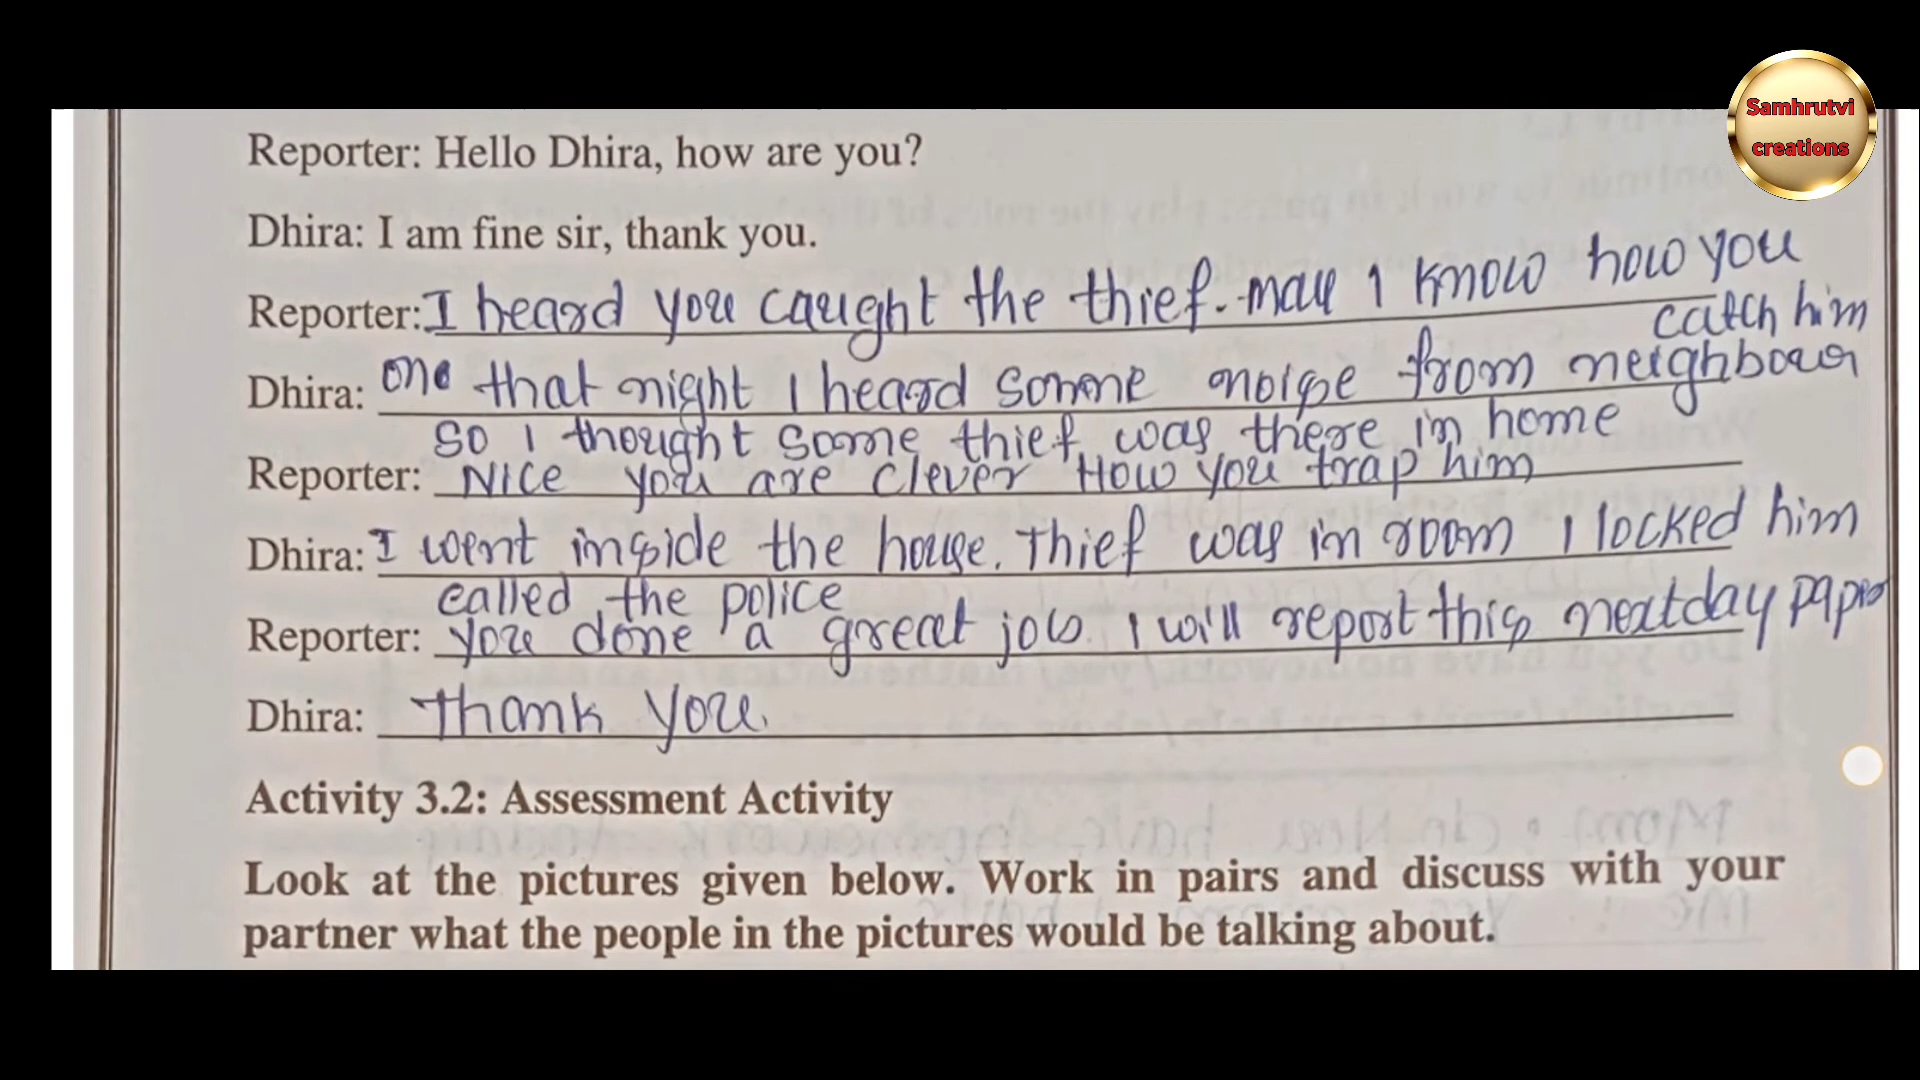 Samhrutvi
creations
Reporter: Hello Dhira, how are you?
Dhira: I am fine sir, thank you.
Reporter: I heard you caught the thief. may I know how you
catch him
Dhira: one that night I heard some noise from neighbour
so I thought some thief was there in home
Reporter: Nice you are clever How you trap him
Dhira: I went inside the house. Thief was in room I locked him
called the police
Reporter: you done a great job. I will report this nextday paper
Dhira: Thank you.
Activity 3.2: Assessment Activity
Look at the pictures given below. Work in pairs and discuss with your
partner what the people in the pictures would be talking about.